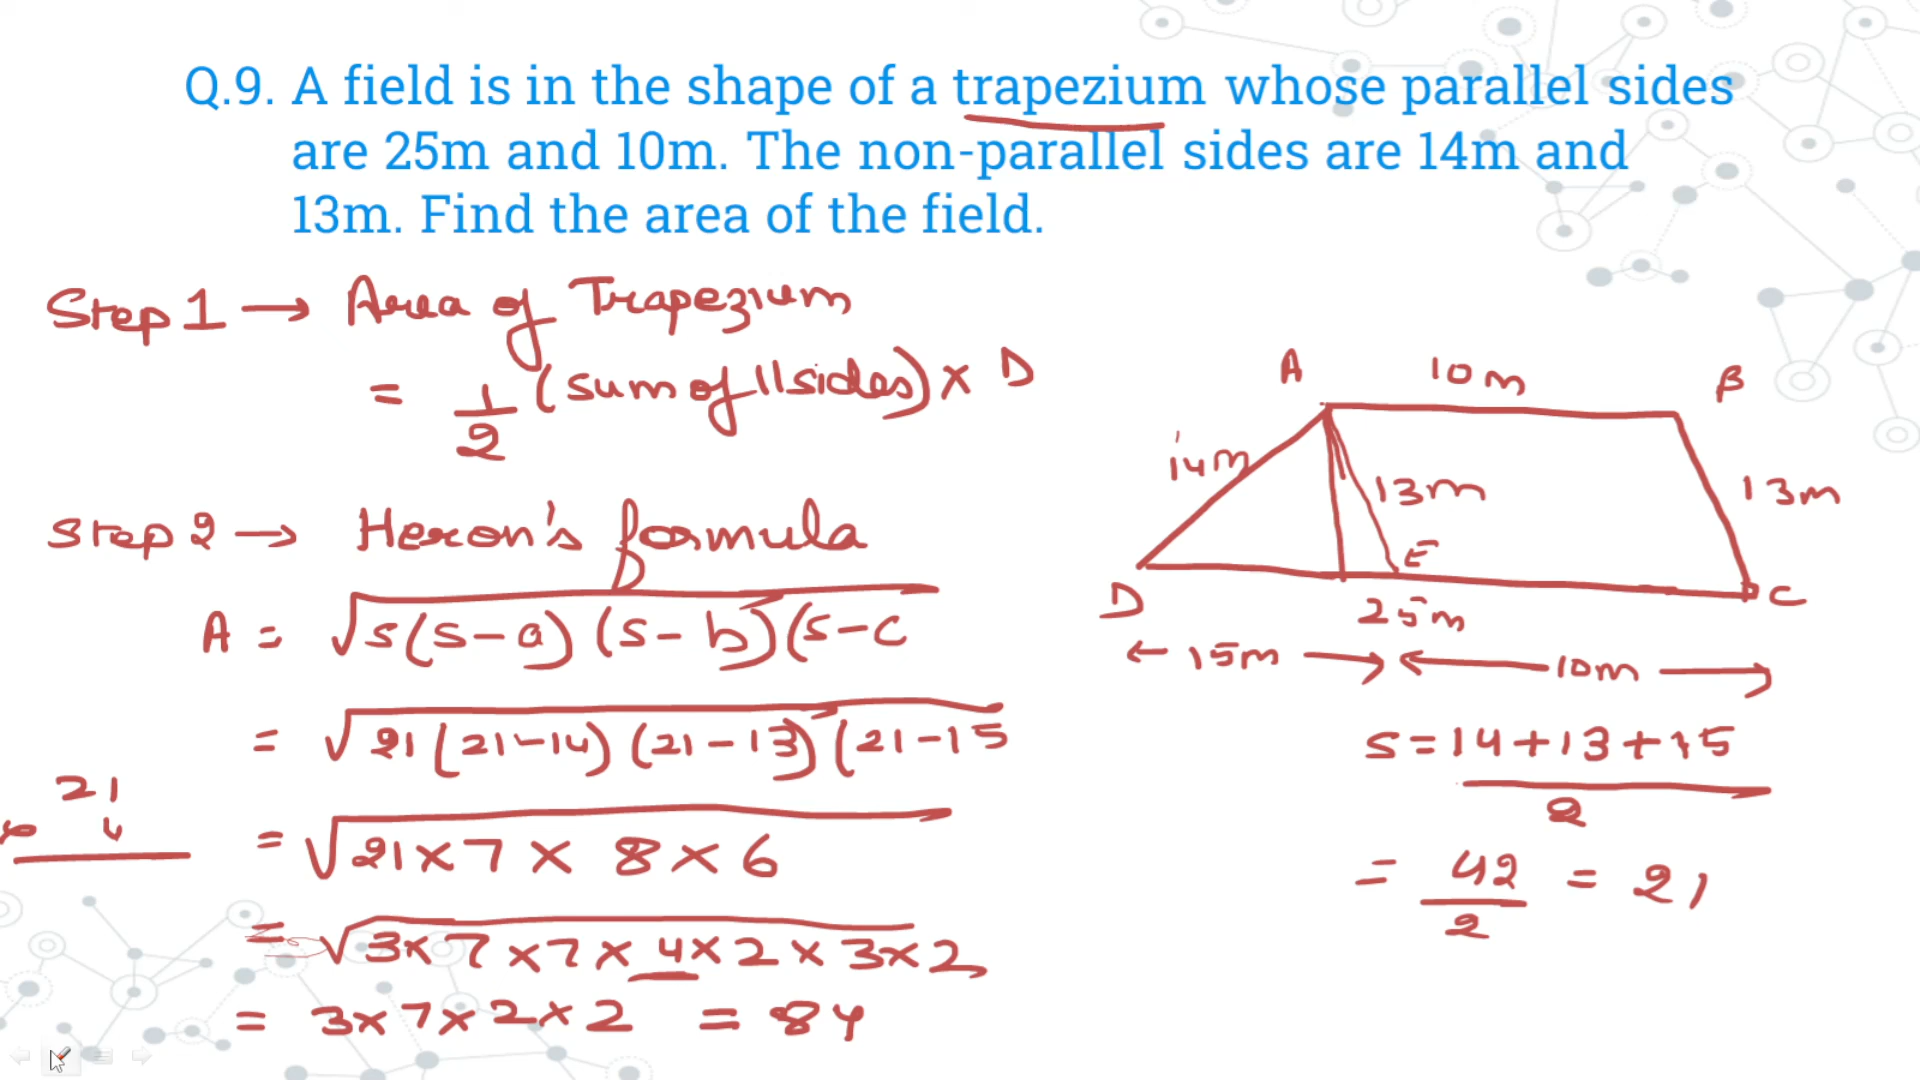 Q.9. A field is in the shape of a trapezium whose parallel sides
are 25m and 10m. The non-parallel sides are 14m and
13m. Find the area of the field.
Step 1 → Area of Trapezium
= 1/2 (sum of 11 sides) x D
Step 2 → Heron's formula
A = √s(s-a) (s-b) (s-c
= √21 (21-14) (21-13) (21-15
21
4
= √21 x 7 x 8 x 6
= √3 x 7 x 7 x 4 x 2 x 3 x 2
= 3 x 7 x 2 x 2 = 84
A 10m B
14m 13m 13m
E
D 25m C
← 15m → ← 10m →
s = 14+13+15
2
= 42/2 = 21